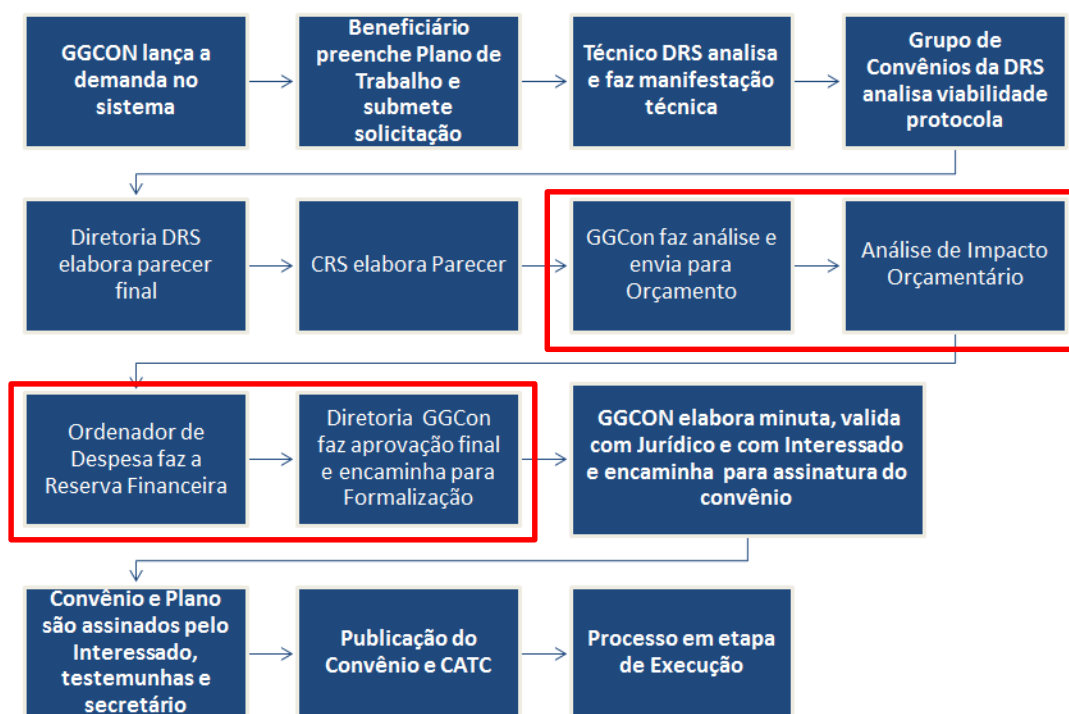 GGCON lança a
demanda no
sistema
Beneficiário
preenche Plano de
Trabalho e
submete
solicitação
Técnico DRS analisa
e faz manifestação
técnica
Grupo de
Convênios da DRS
analisa viabilidade
protocola
Diretoria DRS
elabora parecer
final
CRS elabora Parecer
GGCon faz análise e
envia para
Orçamento
Análise de Impacto
Orçamentário
Ordenador de
Despesa faz a
Reserva Financeira
Diretoria GGCon
faz aprovação final
e encaminha para
Formalização
GGCON elabora minuta, valida
com Jurídico e com Interessado
e encaminha para assinatura do
convênio
Convênio e Plano
são assinados pelo
Interessado,
testemunhas e
secretário
Publicação do
Convênio e CATC
Processo em etapa
de Execução